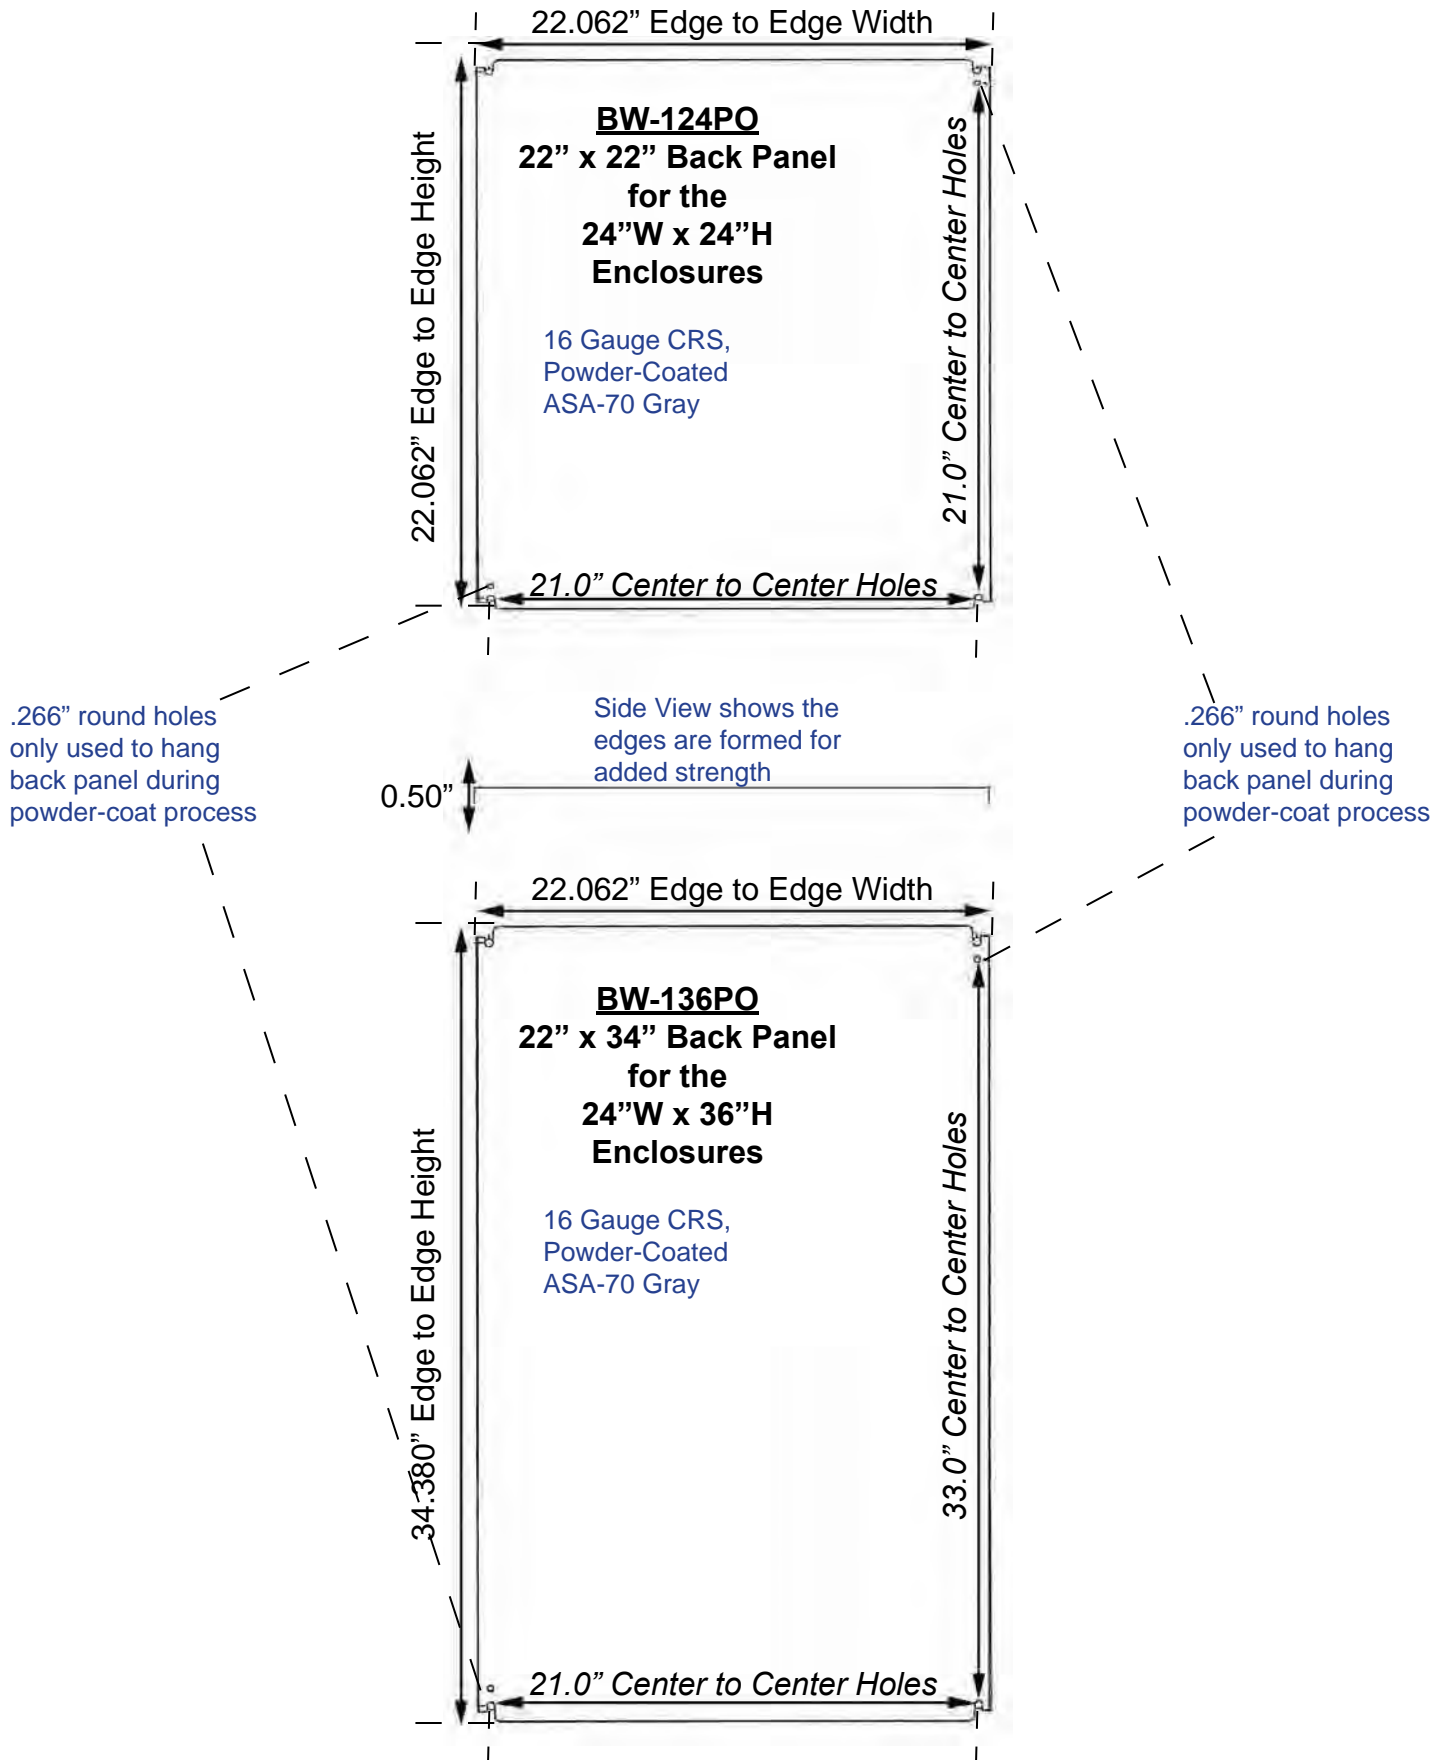 22.062” Edge to Edge Width
22.062” Edge to Edge Height
BW-124PO
22” x 22” Back Panel
for the
24”W x 24”H
Enclosures
16 Gauge CRS,
Powder-Coated
ASA-70 Gray
21.0” Center to Center Holes
21.0” Center to Center Holes
.266” round holes
only used to hang
back panel during
powder-coat process
Side View shows the
edges are formed for
added strength
0.50”
.266” round holes
only used to hang
back panel during
powder-coat process
22.062” Edge to Edge Width
34.380” Edge to Edge Height
BW-136PO
22” x 34” Back Panel
for the
24”W x 36”H
Enclosures
16 Gauge CRS,
Powder-Coated
ASA-70 Gray
33.0” Center to Center Holes
21.0” Center to Center Holes